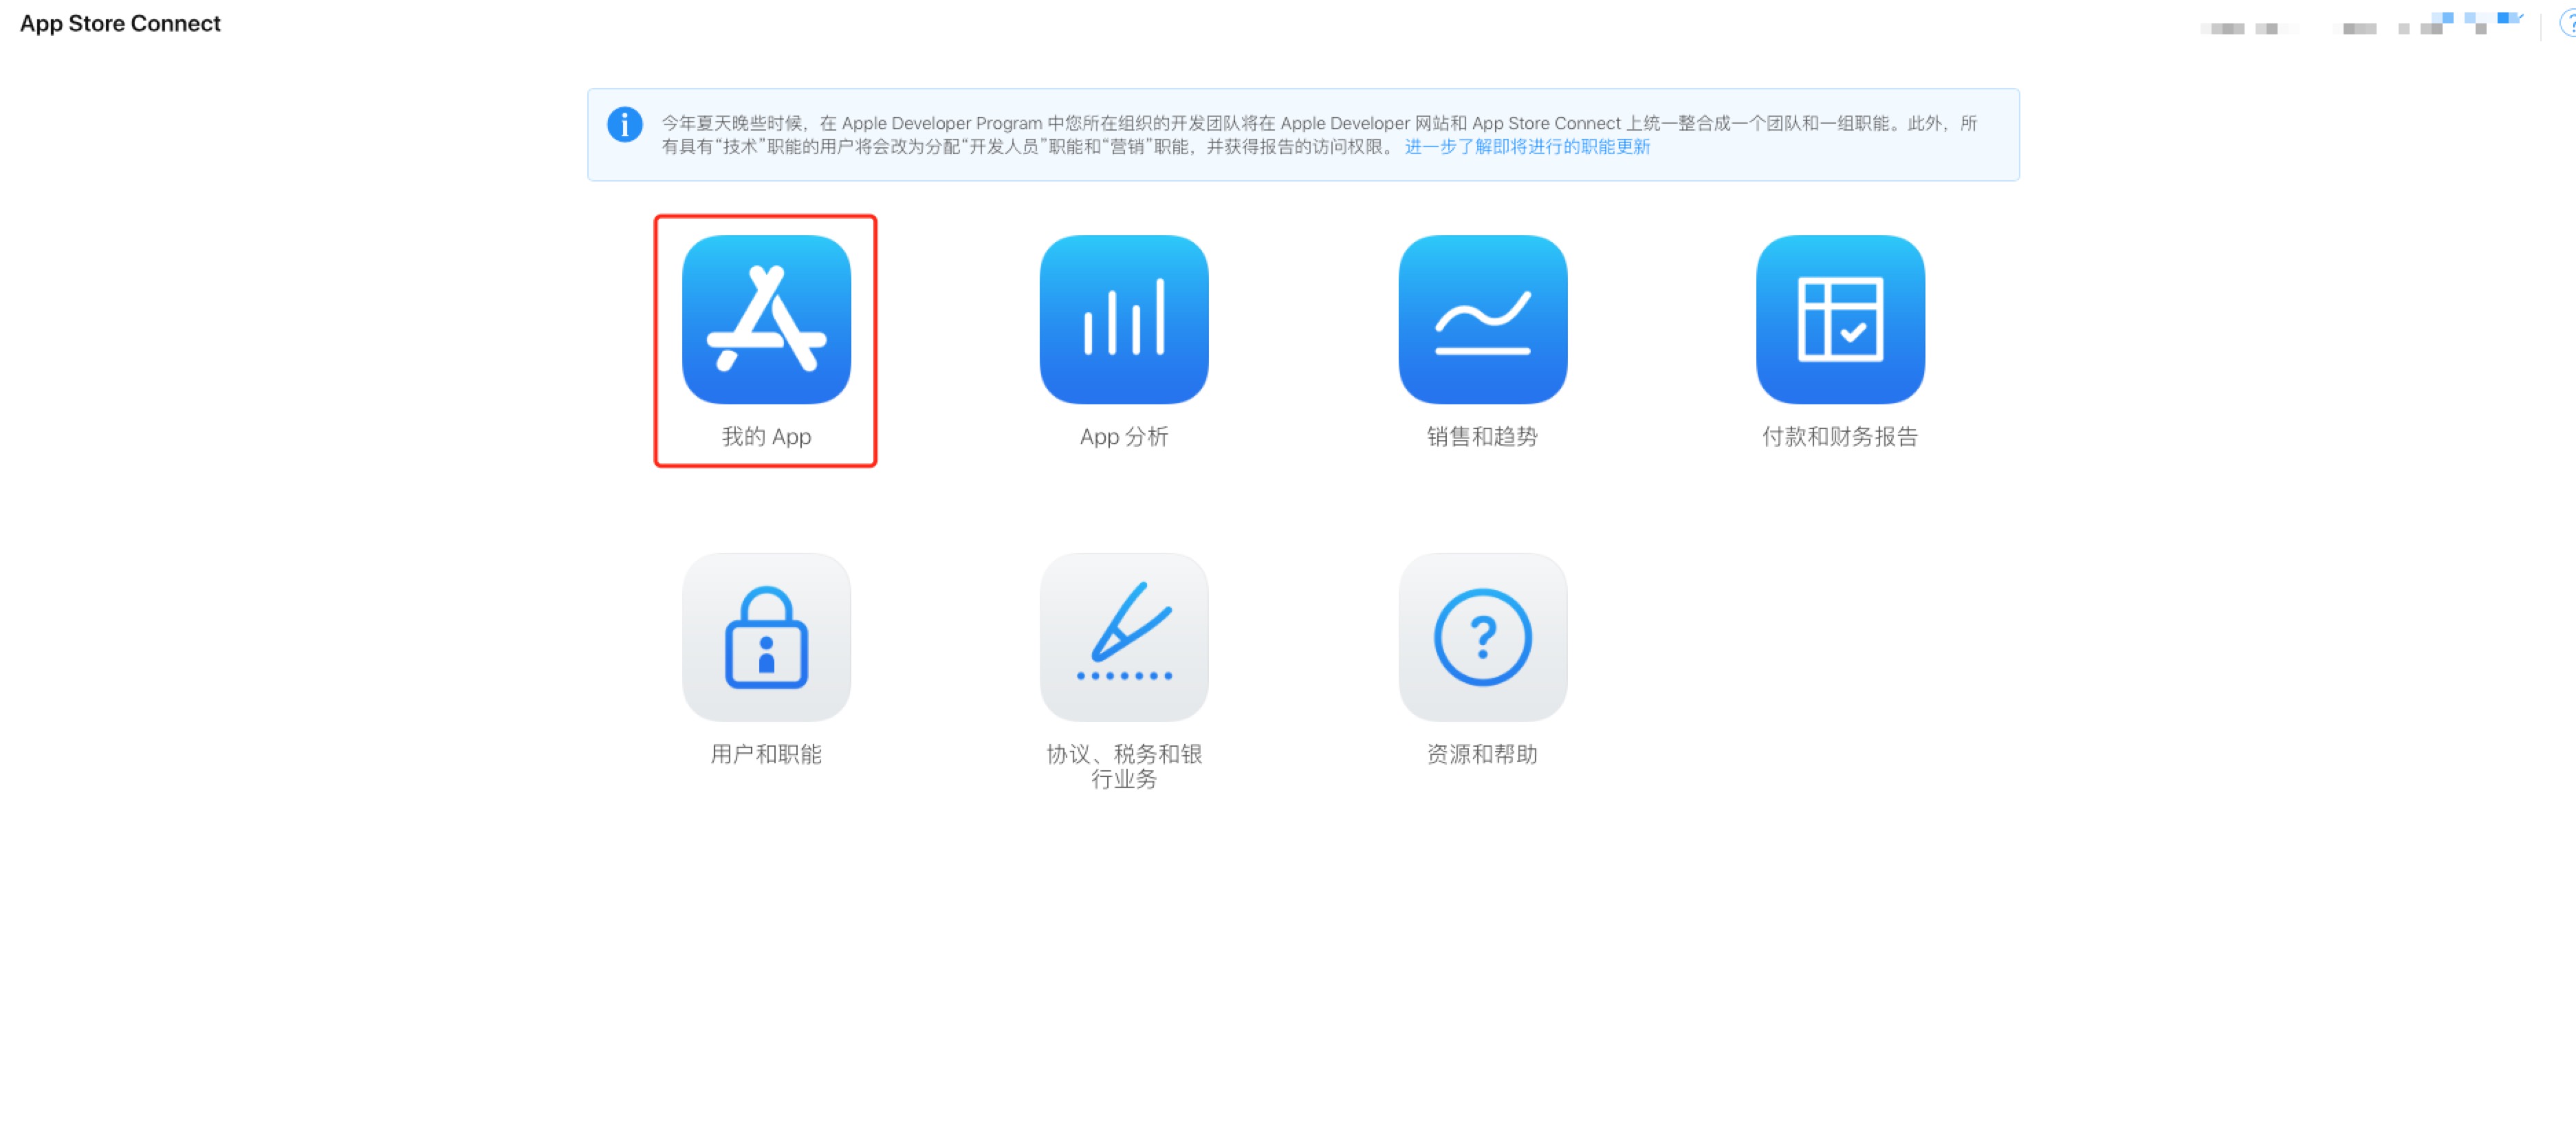 App Store Connect
今年夏天晚些时候，在 Apple Developer Program 中您所在组织的开发团队将在 Apple Developer 网站和 App Store Connect 上统一整合成一个团队和一组职能。此外，所
有具有“技术”职能的用户将会改为分配“开发人员”职能和“营销”职能，并获得报告的访问权限。 进一步了解即将进行的职能更新
我的 App
App 分析
销售和趋势
付款和财务报告
用户和职能
协议、税务和银
行业务
资源和帮助